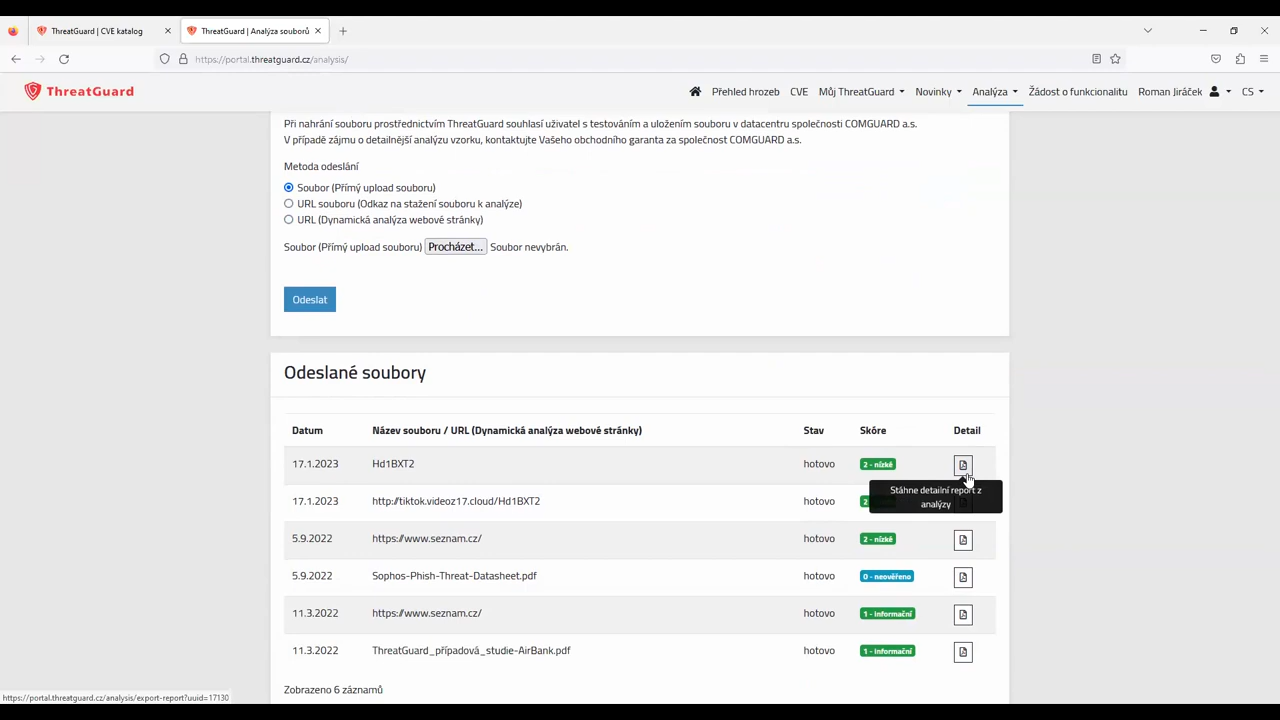 ThreatGuard | CVE katalog
ThreatGuard | Analýza souborů
https://portal.threatguard.cz/analysis/
ThreatGuard
Přehled hrozeb
CVE
Můj ThreatGuard
Novinky
Analýza
Žádost o funkcionalitu
Roman Jiráček
CS
Při nahrání souboru prostřednictvím ThreatGuard souhlasí uživatel s testováním a uložením souboru v datacentru společnosti COMGUARD a.s.
V případě zájmu o detailnější analýzu vzorku, kontaktujte Vašeho obchodního garanta za společnost COMGUARD a.s.
Metoda odeslání
Soubor (Přímý upload souboru)
URL souboru (Odkaz na stažení souboru k analýze)
URL (Dynamická analýza webové stránky)
Soubor (Přímý upload souboru) Procházet... Soubor nevybrán.
Odeslat
Odeslané soubory
Datum Název souboru / URL (Dynamická analýza webové stránky) Stav Skóre Detail
17.1.2023 Hd1BXT2 hotovo 2 - nízké
Stáhne detailní report z
analýzy
17.1.2023 http://tiktok.videoz17.cloud/Hd1BXT2 hotovo 2
5.9.2022 https://www.seznam.cz/ hotovo 2 - nízké
5.9.2022 Sophos-Phish-Threat-Datasheet.pdf hotovo 0 - neověřeno
11.3.2022 https://www.seznam.cz/ hotovo 1 - Informační
11.3.2022 ThreatGuard_případová_studie-AirBank.pdf hotovo 1 - Informační
Zobrazeno 6 záznamů
https://portal.threatguard.cz/analysis/export-report?uuid=17130